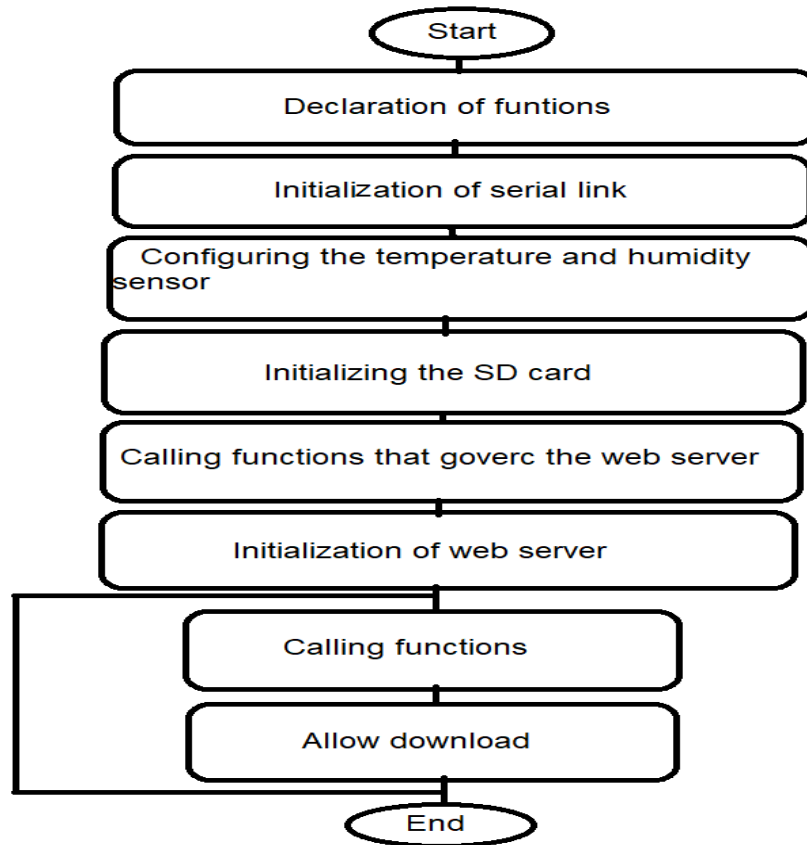 Start
Declaration of funtions
Initialization of serial link
Configuring the temperature and humidity
sensor
Initializing the SD card
Calling functions that goverc the web server
Initialization of web server
Calling functions
Allow download
End